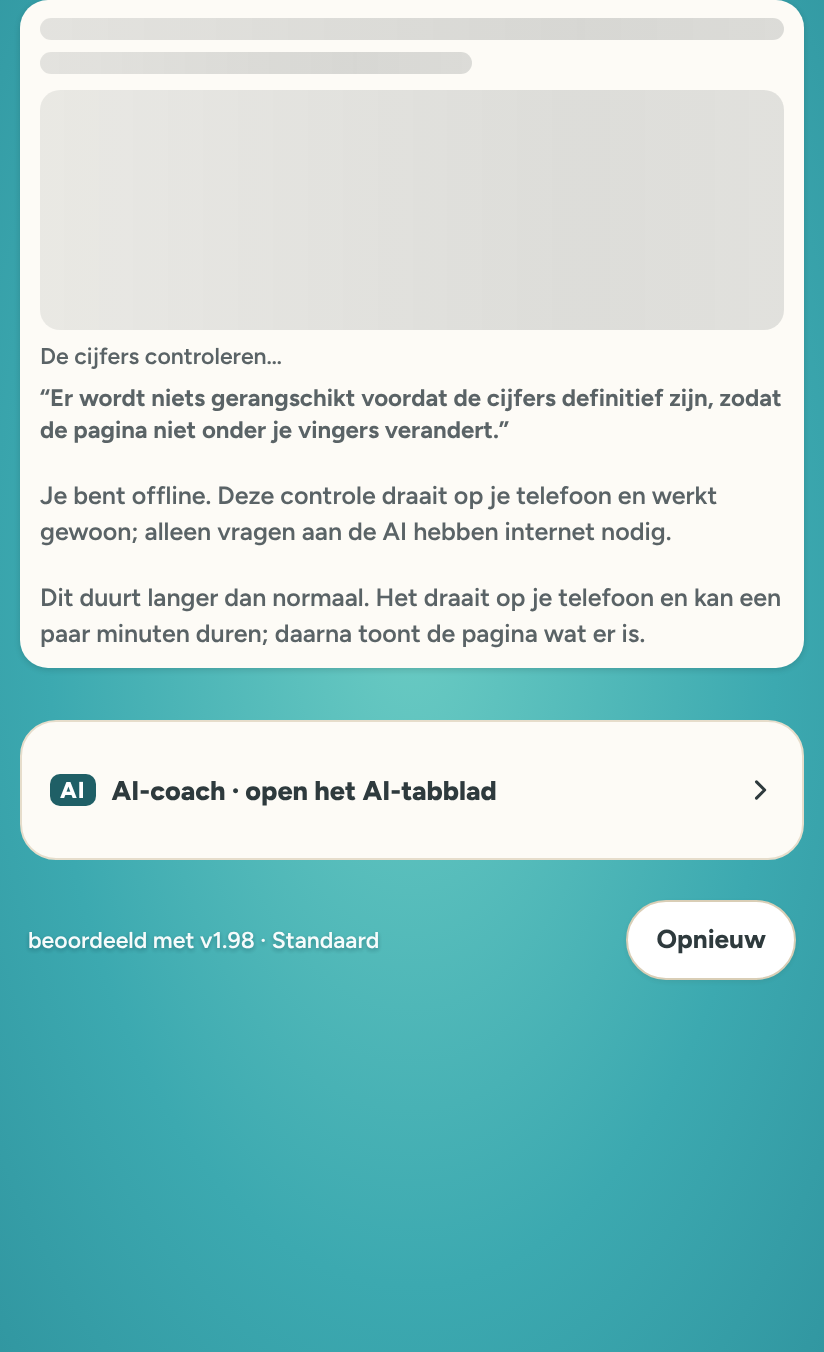 De cijfers controleren…
“Er wordt niets gerangschikt voordat de cijfers definitief zijn, zodat
de pagina niet onder je vingers verandert.”
Je bent offline. Deze controle draait op je telefoon en werkt
gewoon; alleen vragen aan de AI hebben internet nodig.
Dit duurt langer dan normaal. Het draait op je telefoon en kan een
paar minuten duren; daarna toont de pagina wat er is.
AI AI-coach · open het AI-tabblad
beoordeeld met v1.98 · Standaard
Opnieuw